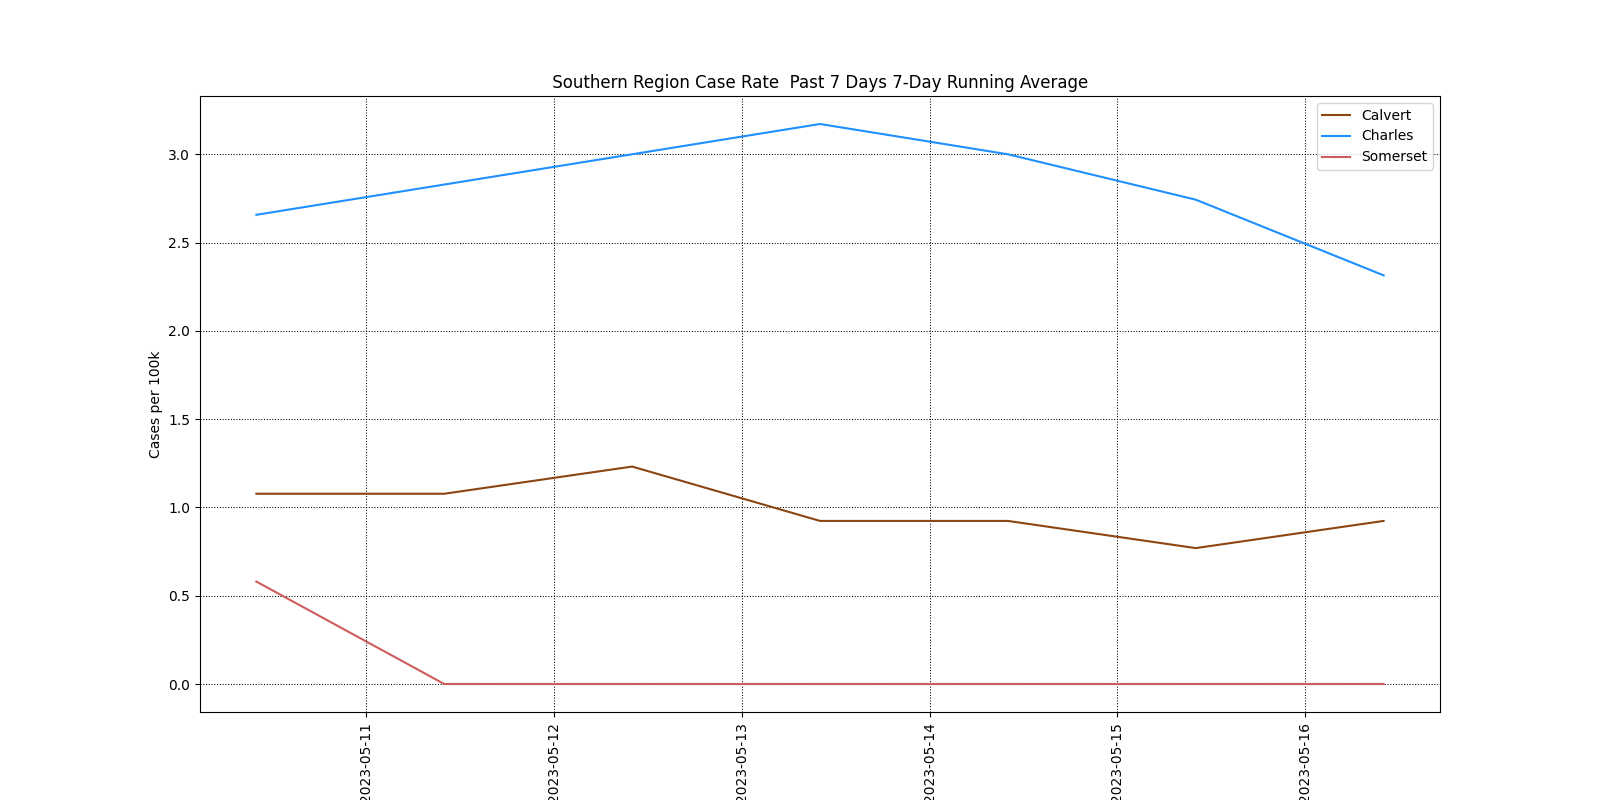 Southern Region Case Rate  Past 7 Days 7-Day Running Average
Calvert
Charles
Somerset
Cases per 100k
3.0
2.5
2.0
1.5
1.0
0.5
0.0
2023-05-11
2023-05-12
2023-05-13
2023-05-14
2023-05-15
2023-05-16